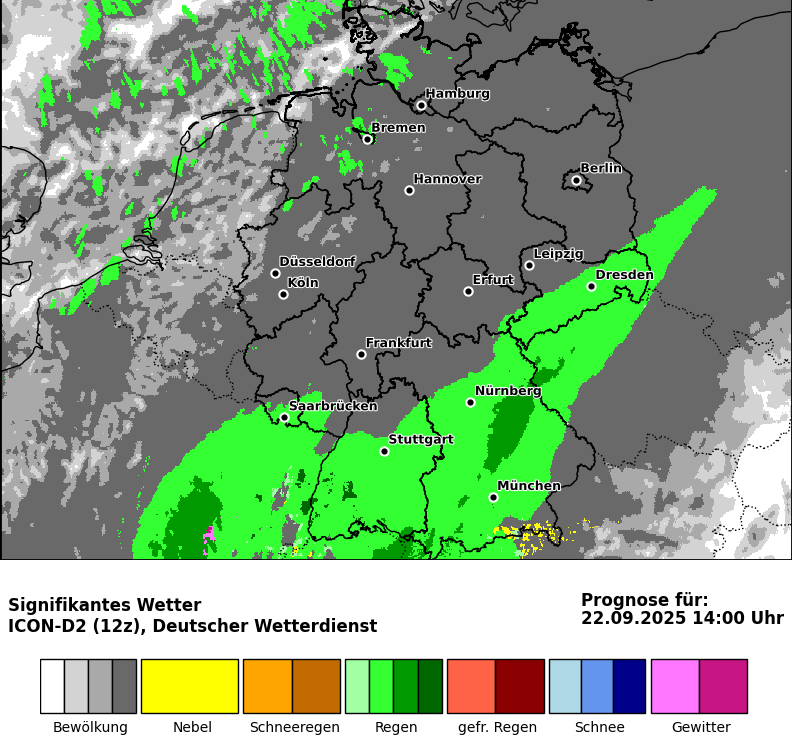 Hamburg
Bremen
Berlin
Hannover
Leipzig
Düsseldorf
Dresden
Köln
Erfurt
Frankfurt
Nürnberg
Saarbrücken
Stuttgart
München
Signifikantes Wetter
ICON-D2 (12z), Deutscher Wetterdienst
Prognose für:
22.09.2025 14:00 Uhr
Bewölkung
Nebel
Schneeregen
Regen
gefr. Regen
Schnee
Gewitter